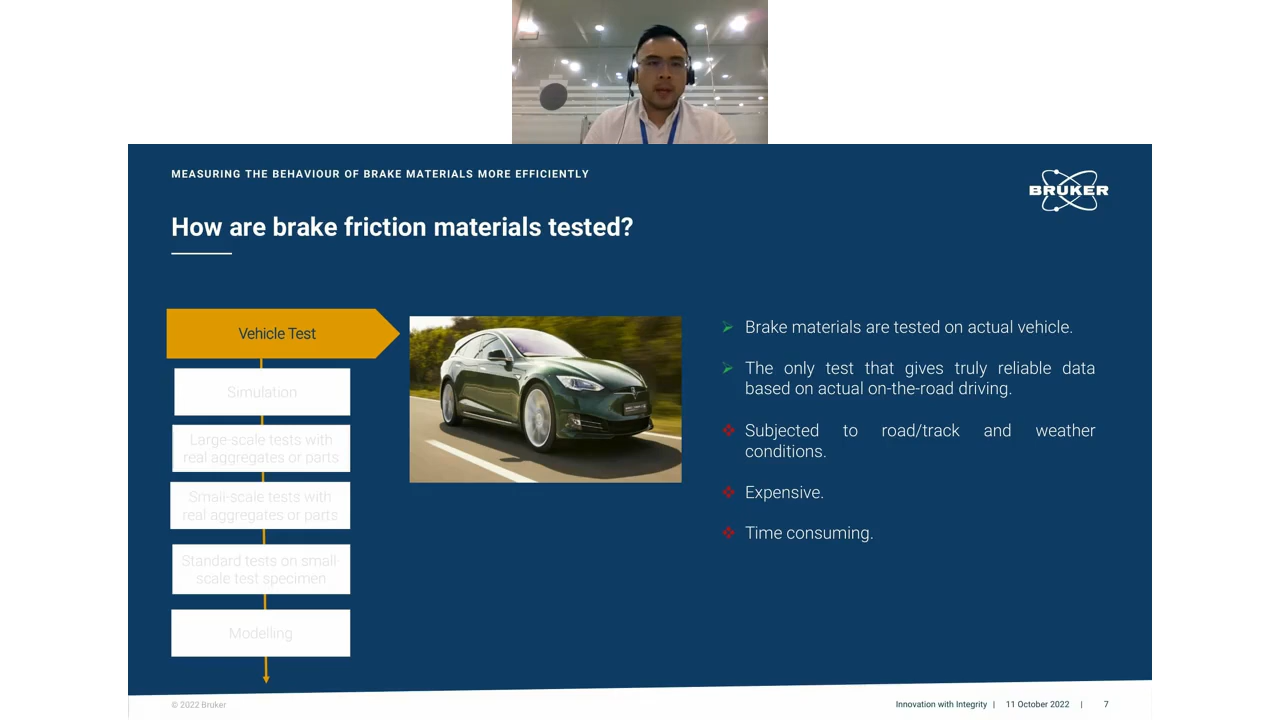 MEASURING THE BEHAVIOUR OF BRAKE MATERIALS MORE EFFICIENTLY
BRUKER
How are brake friction materials tested?
Vehicle Test
Simulation
Large-scale tests with
real aggregates or parts
Small-scale tests with
real aggregates or parts
Standard tests on small-
scale test specimen
Modelling
Brake materials are tested on actual vehicle.
The only test that gives truly reliable data
based on actual on-the-road driving.
Subjected to road/track and weather
conditions.
Expensive.
Time consuming.
© 2022 Bruker
Innovation with Integrity | 11 October 2022 | 7